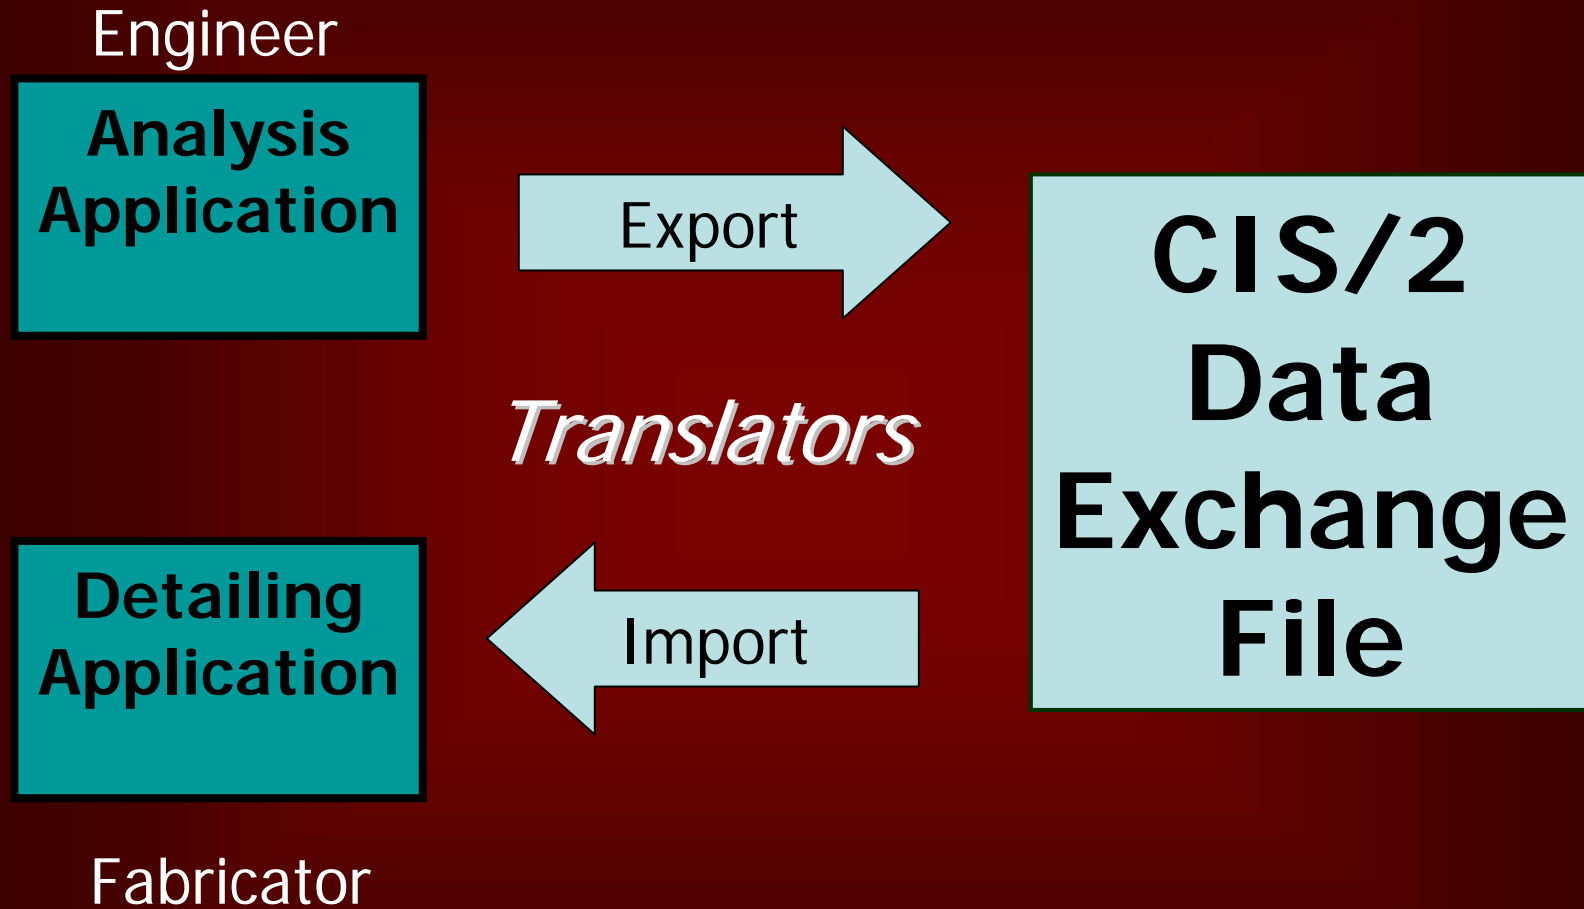 Engineer
Analysis
Application
Export
CIS/2
Data
Exchange
File
Translators
Detailing
Application
Import
Fabricator